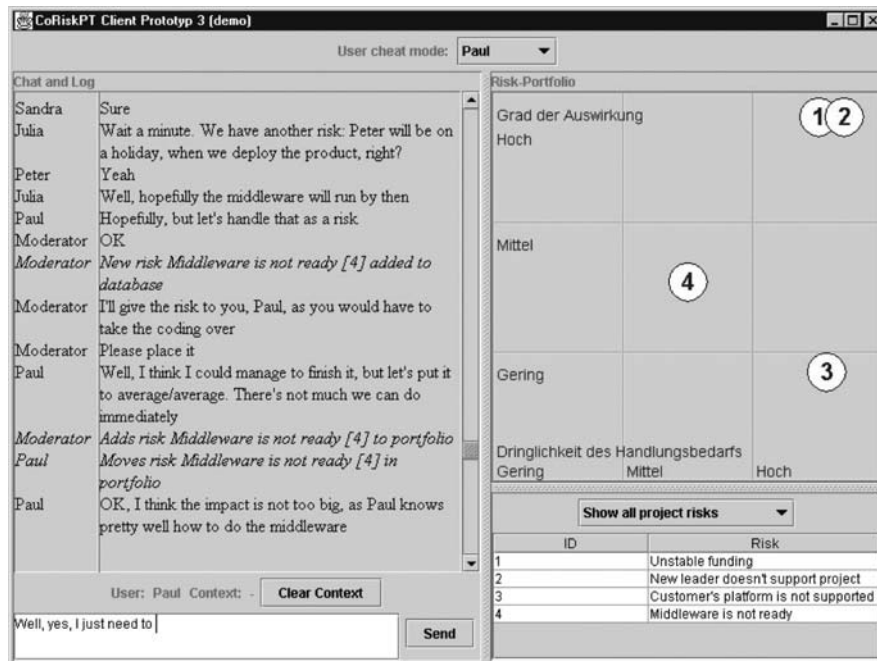 CoRiskPT Client Prototyp 3 (demo)
User cheat mode: Paul
Chat and Log
Sandra Sure
Julia Wait a minute. We have another risk: Peter will be on
a holiday, when we deploy the product, right?
Peter Yeah
Julia Well, hopefully the middleware will run by then
Paul Hopefully, but let's handle that as a risk
Moderator OK
Moderator New risk Middleware is not ready [4] added to
database
Moderator I'll give the risk to you, Paul, as you would have to
take the coding over
Moderator Please place it
Paul Well, I think I could manage to finish it, but let's put it
to average/average. There's not much we can do
immediately
Moderator Adds risk Middleware is not ready [4] to portfolio
Paul Moves risk Middleware is not ready [4] in
portfolio
Paul OK, I think the impact is not too big, as Paul knows
pretty well how to do the middleware
User: Paul Context: - Clear Context
Well, yes, I just need to
Send
Risk-Portfolio
Grad der Auswirkung
1 2
Hoch
Mittel
4
Gering
3
Dringlichkeit des Handlungsbedarfs
Gering Mittel Hoch
Show all project risks
ID Risk
1 Unstable funding
2 New leader doesn't support project
3 Customer's platform is not supported
4 Middleware is not ready